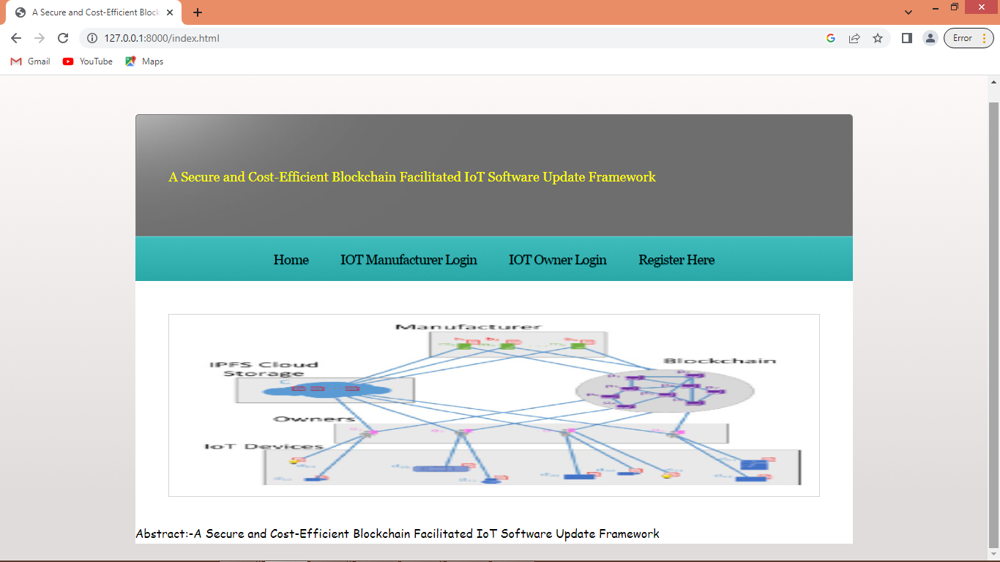 A Secure and Cost-Efficient Block
127.0.0.1:8000/index.html
Error
Gmail
YouTube
Maps
A Secure and Cost-Efficient Blockchain Facilitated IoT Software Update Framework
Home
IOT Manufacturer Login
IOT Owner Login
Register Here
Manufacturer
IPFS Cloud
Storage
Blockchain
C
Owners
IoT Devices
Abstract:-A Secure and Cost-Efficient Blockchain Facilitated IoT Software Update Framework